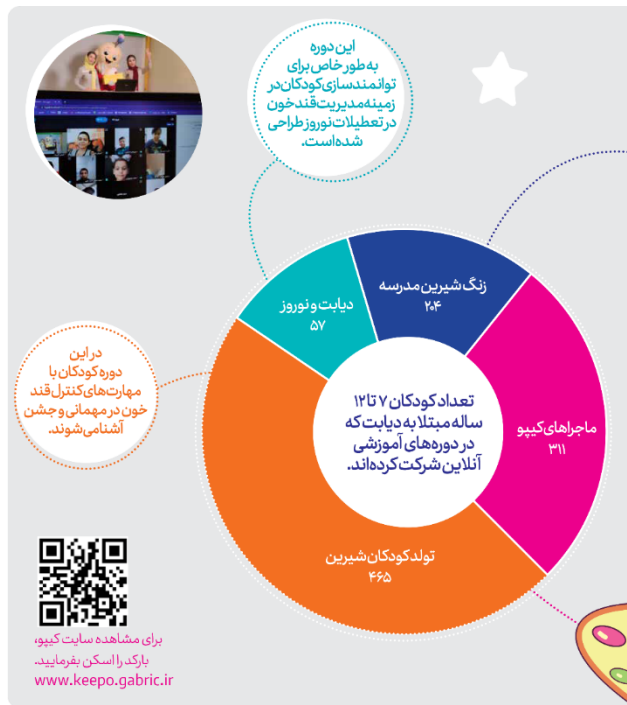 این دوره
به‌طور خاص برای
توانمندسازی کودکان در
زمینه مدیریت قند خون
در تعطیلات نوروز طراحی
شده است.
زنگ شیرین مدرسه
۲۰۴
دیابت و نوروز
۵۷
ماجراهای کیپو
۳۱۱
تولد کودکان شیرین
۴۶۵
تعداد کودکان ۷ تا ۱۲
ساله مبتلا به دیابت که
در دوره‌های آموزشی
آنلاین شرکت کرده‌اند.
در این
دوره کودکان با
مهارت‌های کنترل قند
خون در مهمانی و جشن
آشنا می‌شوند.
برای مشاهده سایت کیپو،
بارکد را اسکن بفرمایید.
www.keepo.gabric.ir